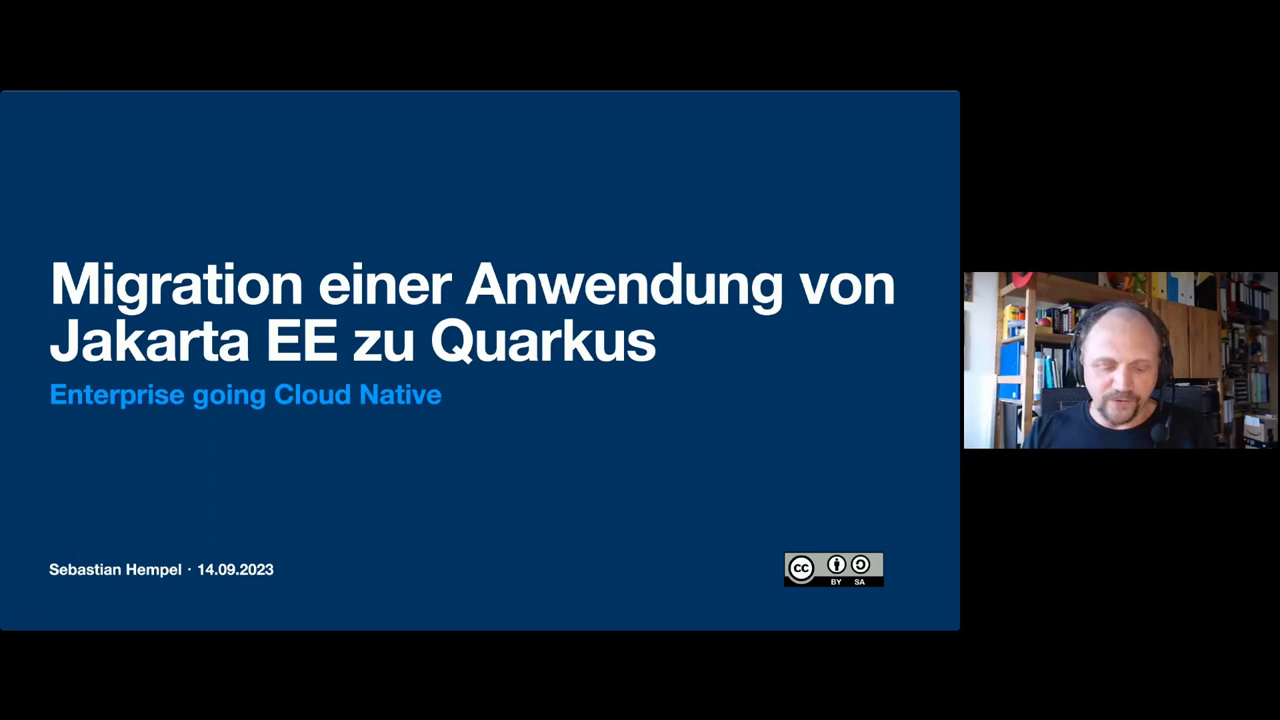 Migration einer Anwendung von
Jakarta EE zu Quarkus
Enterprise going Cloud Native
Sebastian Hempel · 14.09.2023
cc
BY SA